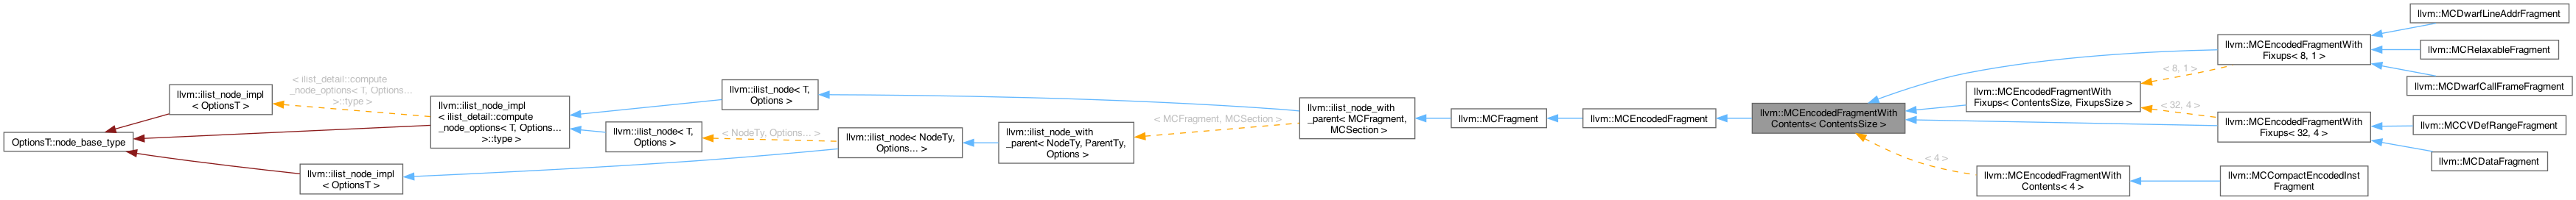 OptionsT::node_base_type
llvm::ilist_node_impl
< OptionsT >
< ilist_detail::compute
_node_options< T, Options...
>::type >
llvm::ilist_node_impl
< OptionsT >
llvm::ilist_node_impl
< ilist_detail::compute
_node_options< T, Options...
>::type >
llvm::ilist_node< T,
Options >
llvm::ilist_node< T,
Options >
< NodeTy, Options... >
llvm::ilist_node< NodeTy,
Options... >
llvm::ilist_node_with
_parent< NodeTy, ParentTy,
Options >
< MCFragment, MCSection >
llvm::ilist_node_with
_parent< MCFragment,
MCSection >
llvm::MCFragment
llvm::MCEncodedFragment
llvm::MCEncodedFragmentWith
Contents< ContentsSize >
< 4 >
llvm::MCEncodedFragmentWith
Fixups< ContentsSize, FixupsSize >
< 8, 1 >
< 32, 4 >
llvm::MCEncodedFragmentWith
Contents< 4 >
llvm::MCEncodedFragmentWith
Fixups< 8, 1 >
llvm::MCEncodedFragmentWith
Fixups< 32, 4 >
llvm::MCCompactEncodedInst
Fragment
llvm::MCDwarfLineAddrFragment
llvm::MCRelaxableFragment
llvm::MCDwarfCallFrameFragment
llvm::MCCVDefRangeFragment
llvm::MCDataFragment